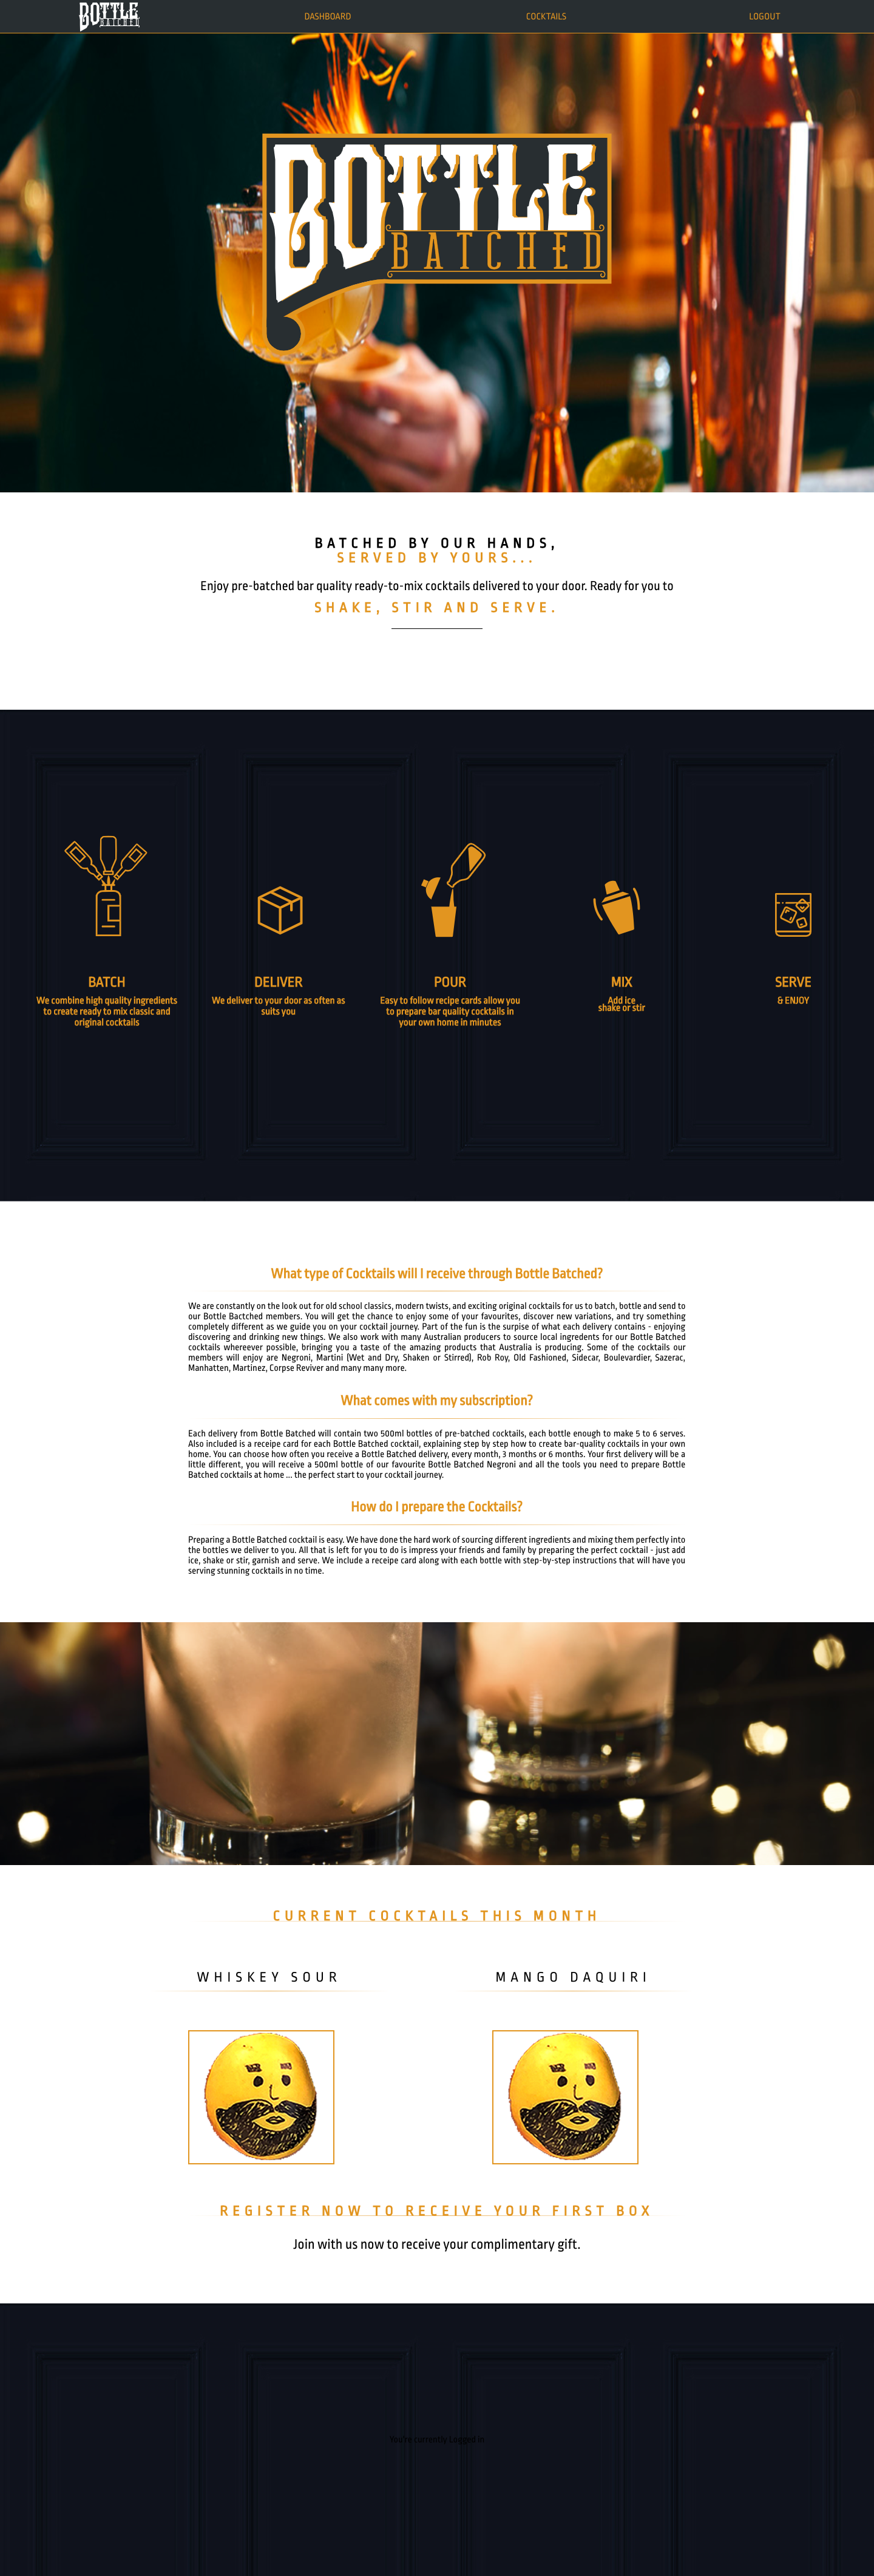 BOTTLE
BATCHED
DASHBOARD
COCKTAILS
LOGOUT
BOTTLE
BATCHED
BATCHED BY OUR HANDS,
SERVED BY YOURS...
Enjoy pre-batched bar quality ready-to-mix cocktails delivered to your door. Ready for you to
SHAKE, STIR AND SERVE.
BATCH
We combine high quality ingredients
to create ready to mix classic and
original cocktails
DELIVER
We deliver to your door as often as
suits you
POUR
Easy to follow recipe cards allow you
to prepare bar quality cocktails in
your own home in minutes
MIX
Add ice
shake or stir
SERVE
& ENJOY
What type of Cocktails will I receive through Bottle Batched?
We are constantly on the look out for old school classics, modern twists, and exciting original cocktails for us to batch, bottle and send to
our Bottle Bactched members. You will get the chance to enjoy some of your favourites, discover new variations, and try something
completely different as we guide you on your cocktail journey. Part of the fun is the surpise of what each delivery contains - enjoying
discovering and drinking new things. We also work with many Australian producers to source local ingredents for our Bottle Batched
cocktails whereever possible, bringing you a taste of the amazing products that Australia is producing. Some of the cocktails our
members will enjoy are Negroni, Martini (Wet and Dry, Shaken or Stirred), Rob Roy, Old Fashioned, Sidecar, Boulevardier, Sazerac,
Manhatten, Martinez, Corpse Reviver and many many more.
What comes with my subscription?
Each delivery from Bottle Batched will contain two 500ml bottles of pre-batched cocktails, each bottle enough to make 5 to 6 serves.
Also included is a receipe card for each Bottle Batched cocktail, explaining step by step how to create bar-quality cocktails in your own
home. You can choose how often you receive a Bottle Batched delivery, every month, 3 months or 6 months. Your first delivery will be a
little different, you will receive a 500ml bottle of our favourite Bottle Batched Negroni and all the tools you need to prepare Bottle
Batched cocktails at home ... the perfect start to your cocktail journey.
How do I prepare the Cocktails?
Preparing a Bottle Batched cocktail is easy. We have done the hard work of sourcing different ingredients and mixing them perfectly into
the bottles we deliver to you. All that is left for you to do is impress your friends and family by preparing the perfect cocktail - just add
ice, shake or stir, garnish and serve. We include a receipe card along with each bottle with step-by-step instructions that will have you
serving stunning cocktails in no time.
CURRENT COCKTAILS THIS MONTH
WHISKEY SOUR
MANGO DAQUIRI
REGISTER NOW TO RECEIVE YOUR FIRST BOX
Join with us now to receive your complimentary gift.
You're currently Logged in